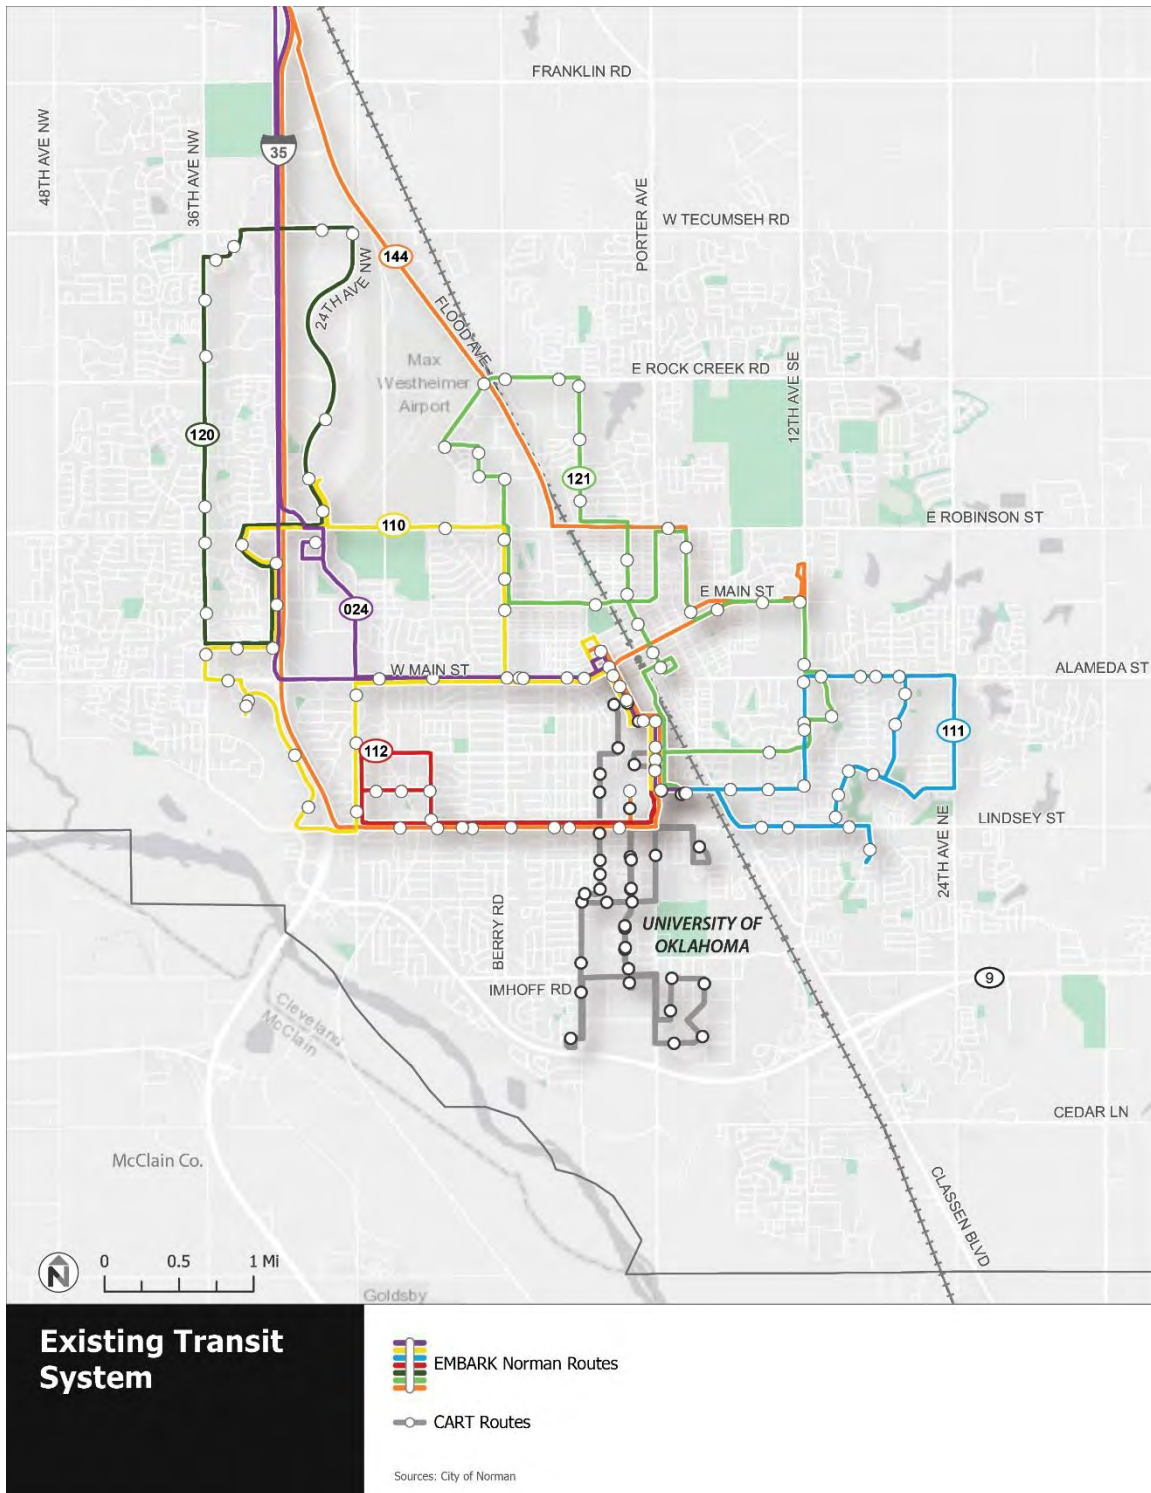 FRANKLIN RD
48TH AVE NW
36TH AVE NW
35
PORTER AVE
W TECUMSEH RD
144
24TH AVE NW
FLOOD AVE
Max
Westheimer
Airport
E ROCK CREEK RD
12TH AVE SE
120
121
110
E ROBINSON ST
E MAIN ST
024
W MAIN ST
ALAMEDA ST
112
111
LINDSEY ST
24TH AVE NE
BERRY RD
UNIVERSITY OF
OKLAHOMA
IMHOFF RD
9
Cleveland
McClain
CEDAR LN
McClain Co.
CLASSEN BLVD
N
0 0.5 1 Mi
Goldsby
Existing Transit
System
EMBARK Norman Routes
CART Routes
Sources: City of Norman